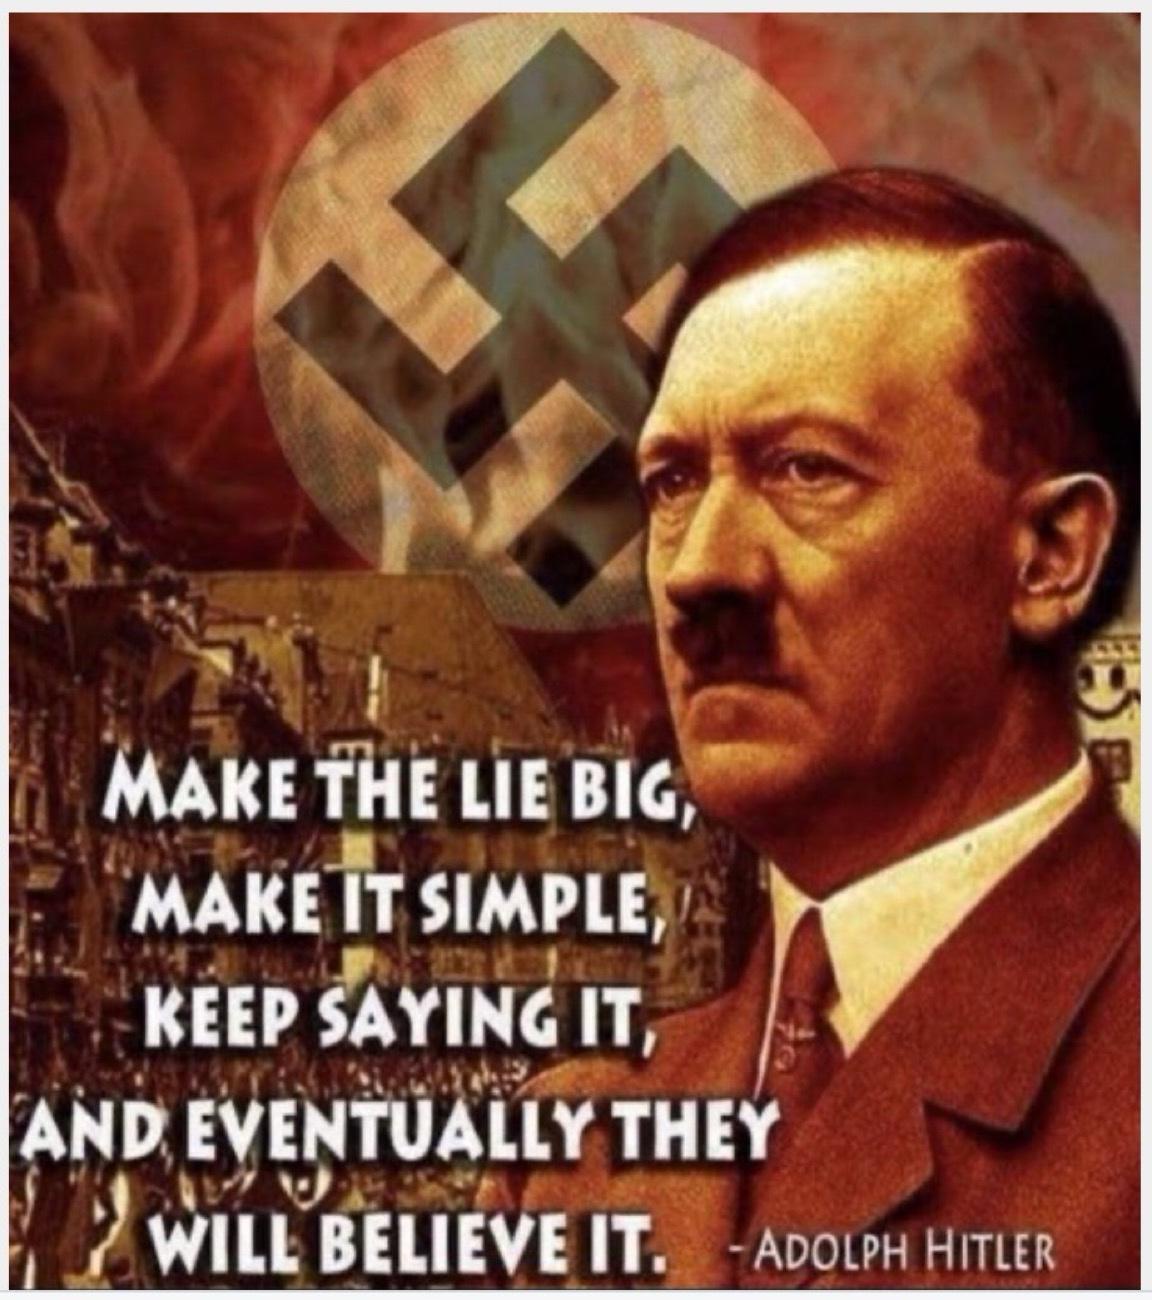 MAKE THE LIE BIG,
MAKE IT SIMPLE,
KEEP SAYING IT,
AND EVENTUALLY THEY
WILL BELIEVE IT. - ADOLPH HITLER